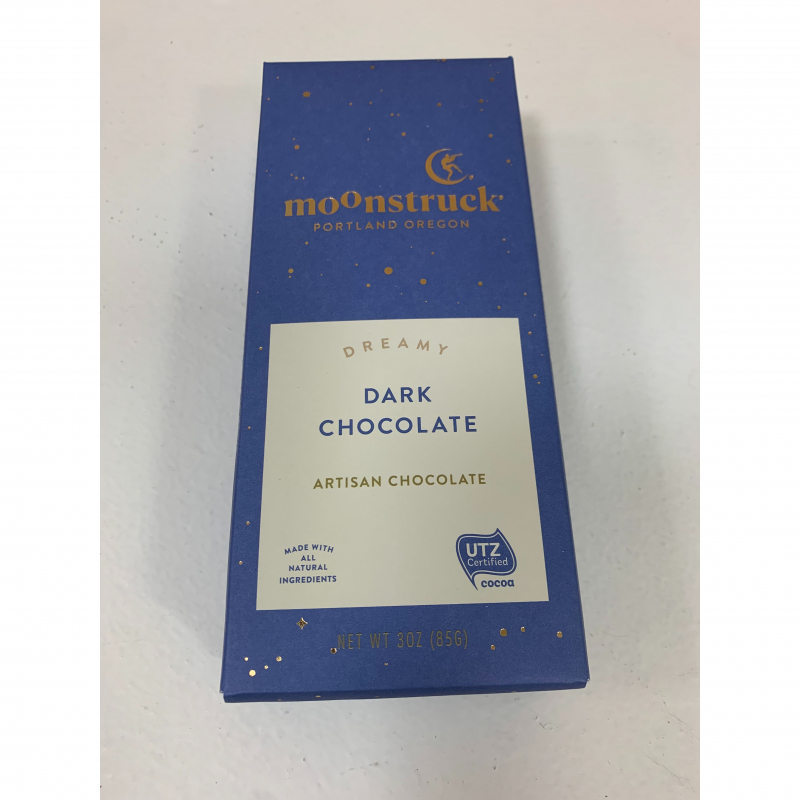 moonstruck
PORTLAND OREGON
DREAMY
DARK
CHOCOLATE
ARTISAN CHOCOLATE
MADE WITH
ALL
NATURAL
INGREDIENTS
UTZ
Certified
cocoa
NET WT 3OZ (85G)